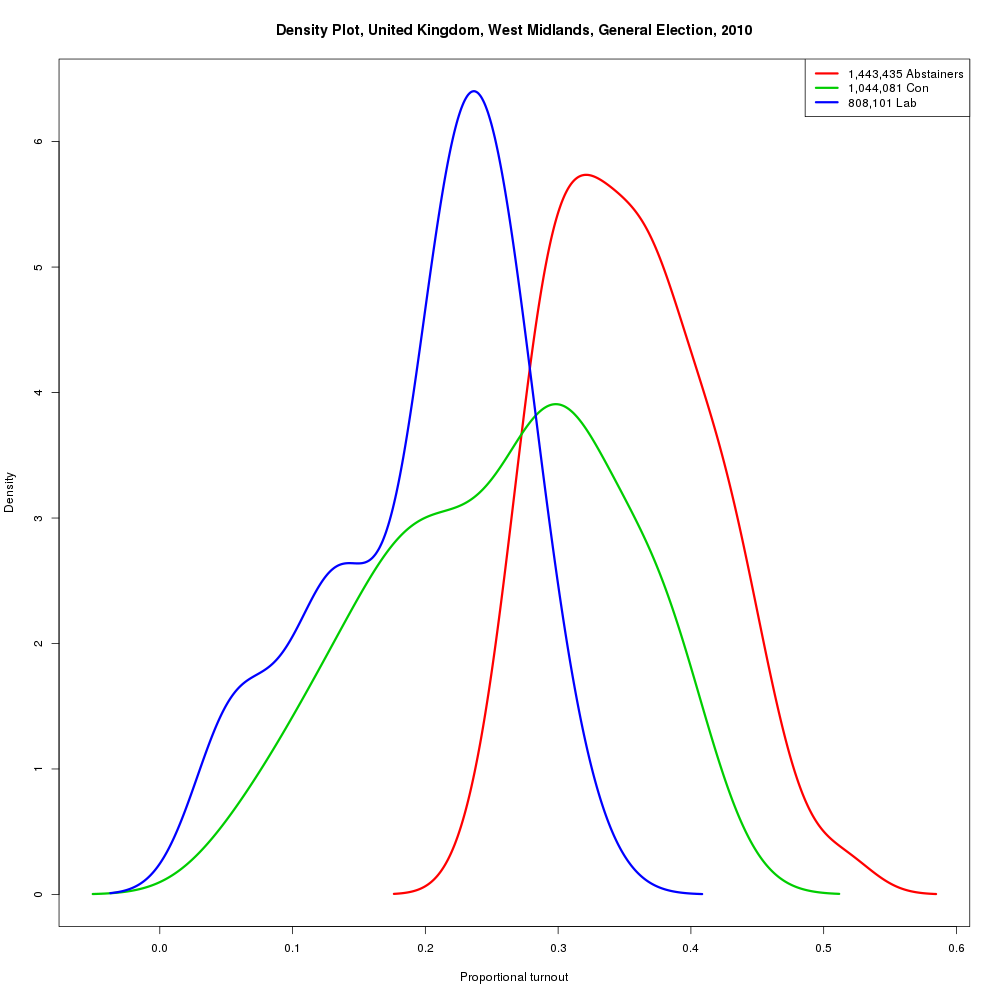 Density Plot, United Kingdom, West Midlands, General Election, 2010
1,443,435 Abstainers
1,044,081 Con
808,101 Lab
Density
6
5
4
3
2
1
0
0.0 0.1 0.2 0.3 0.4 0.5 0.6
Proportional turnout